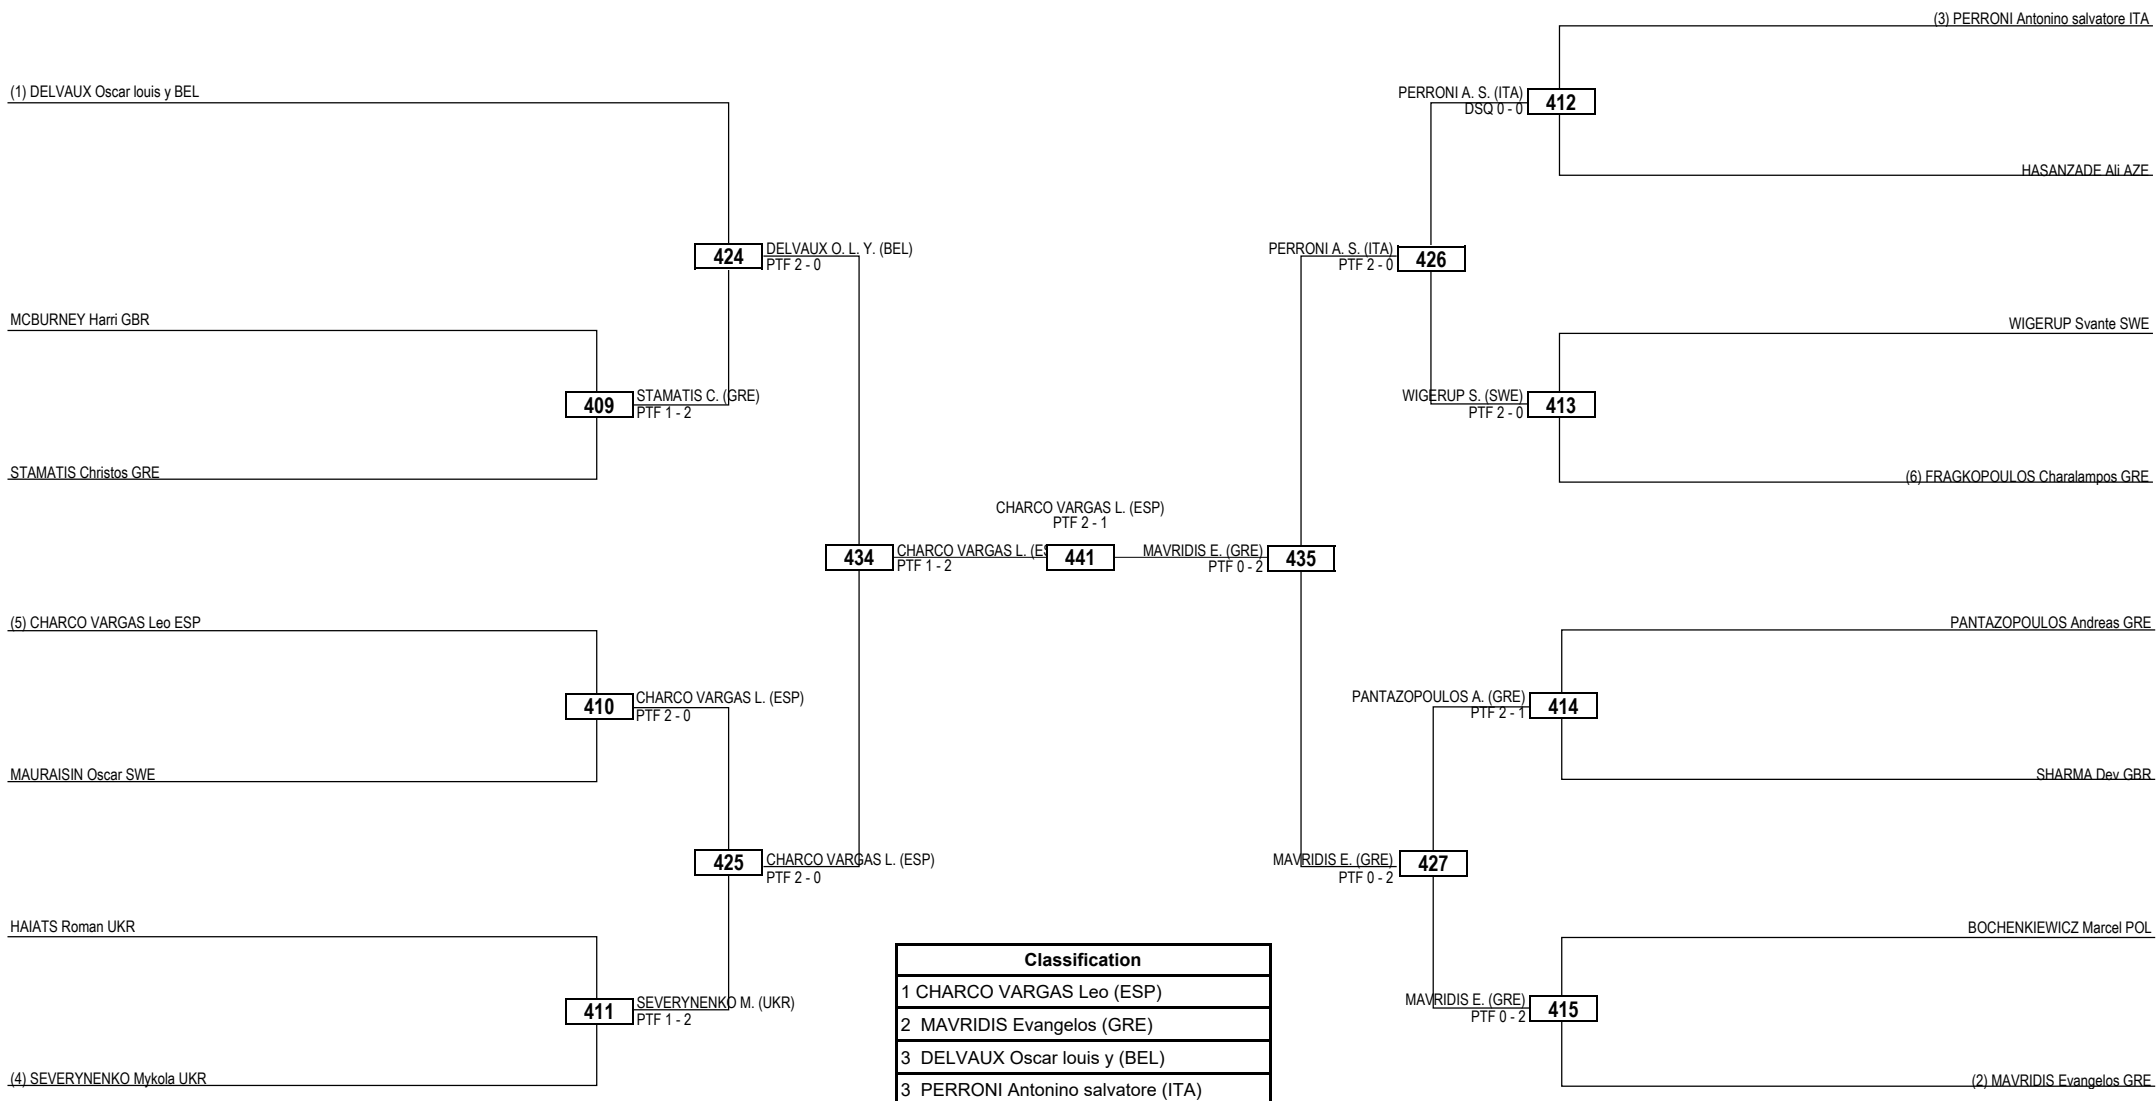 (3) PERRONI Antonino salvatore ITA
(1) DELVAUX Oscar louis y BEL
PERRONI A. S. (ITA)
DSQ 0 - 0
412
HASANZADE Ali AZE
424
DELVAUX O. L. Y. (BEL)
PTF 2 - 0
PERRONI A. S. (ITA)
PTF 2 - 0
426
MCBURNEY Harri GBR
WIGERUP Svante SWE
409
STAMATIS C. (GRE)
PTF 1 - 2
WIGERUP S. (SWE)
PTF 2 - 0
413
STAMATIS Christos GRE
(6) FRAGKOPOULOS Charalampos GRE
CHARCO VARGAS L. (ESP)
PTF 2 - 1
434
CHARCO VARGAS L. (ES
PTF 1 - 2
441
MAVRIDIS E. (GRE)
PTF 0 - 2
435
(5) CHARCO VARGAS Leo ESP
PANTAZOPOULOS Andreas GRE
410
CHARCO VARGAS L. (ESP)
PTF 2 - 0
PANTAZOPOULOS A. (GRE)
PTF 2 - 1
414
MAURAISIN Oscar SWE
SHARMA Dev GBR
425
CHARCO VARGAS L. (ESP)
PTF 2 - 0
MAVRIDIS E. (GRE)
PTF 0 - 2
427
HAIATS Roman UKR
BOCHENKIEWICZ Marcel POL
411
SEVERYNENKO M. (UKR)
PTF 1 - 2
MAVRIDIS E. (GRE)
PTF 0 - 2
415
(4) SEVERYNENKO Mykola UKR
(2) MAVRIDIS Evangelos GRE
Classification
1 CHARCO VARGAS Leo (ESP)
2 MAVRIDIS Evangelos (GRE)
3 DELVAUX Oscar louis y (BEL)
3 PERRONI Antonino salvatore (ITA)